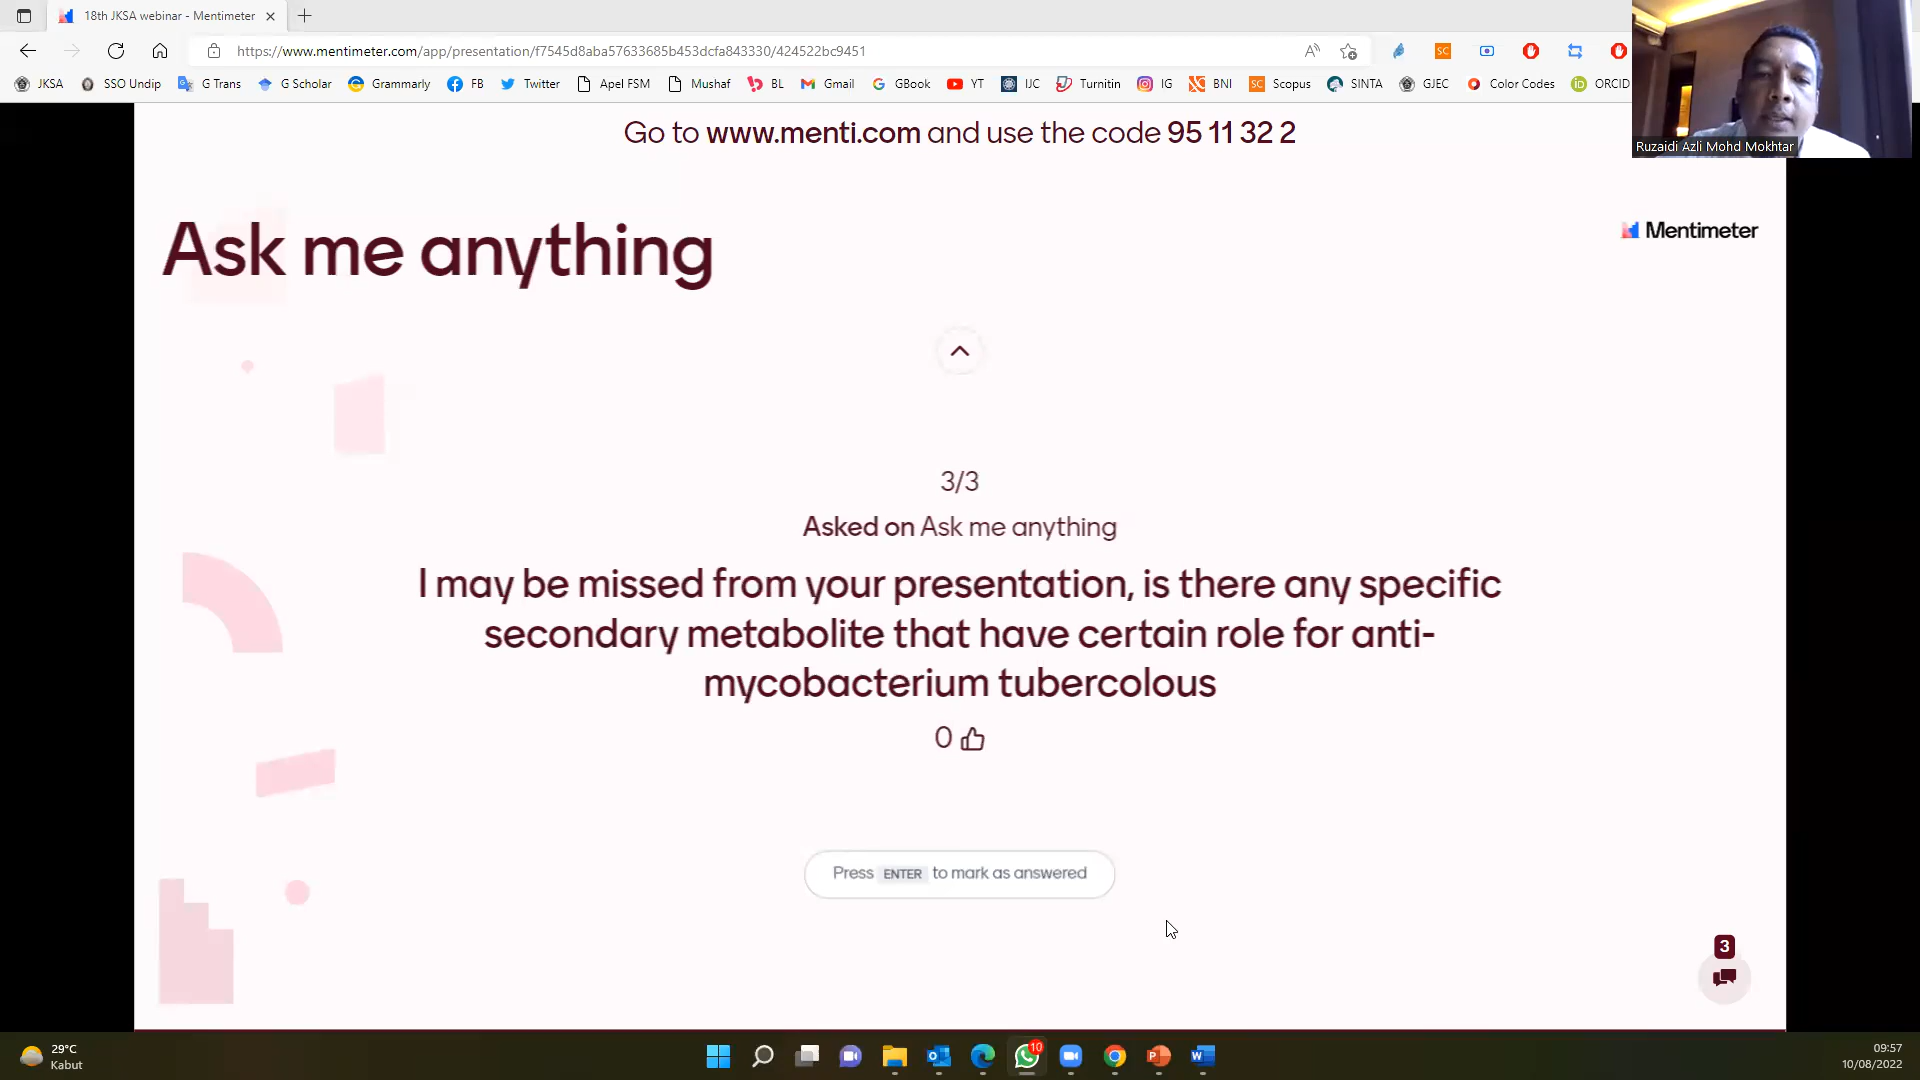 18th JKSA webinar - Mentimeter
https://www.mentimeter.com/app/presentation/f7545d8aba57633685b453dcfa843330/424522bc9451
JKSA SSO Undip G Trans G Scholar Grammarly FB Twitter Apel FSM Mushaf BL Gmail GBook YT IJC Turnitin IG BNI SC Scopus SINTA GJEC Color Codes ORCID
SC
Ruzaidi Azli Mohd Mokhtar
Go to www.menti.com and use the code 95 11 32 2
Ask me anything
Mentimeter
3/3
Asked on Ask me anything
I may be missed from your presentation, is there any specific
secondary metabolite that have certain role for anti-
mycobacterium tubercolous
0
Press ENTER to mark as answered
3
29°C
Kabut
10
09:57
10/08/2022